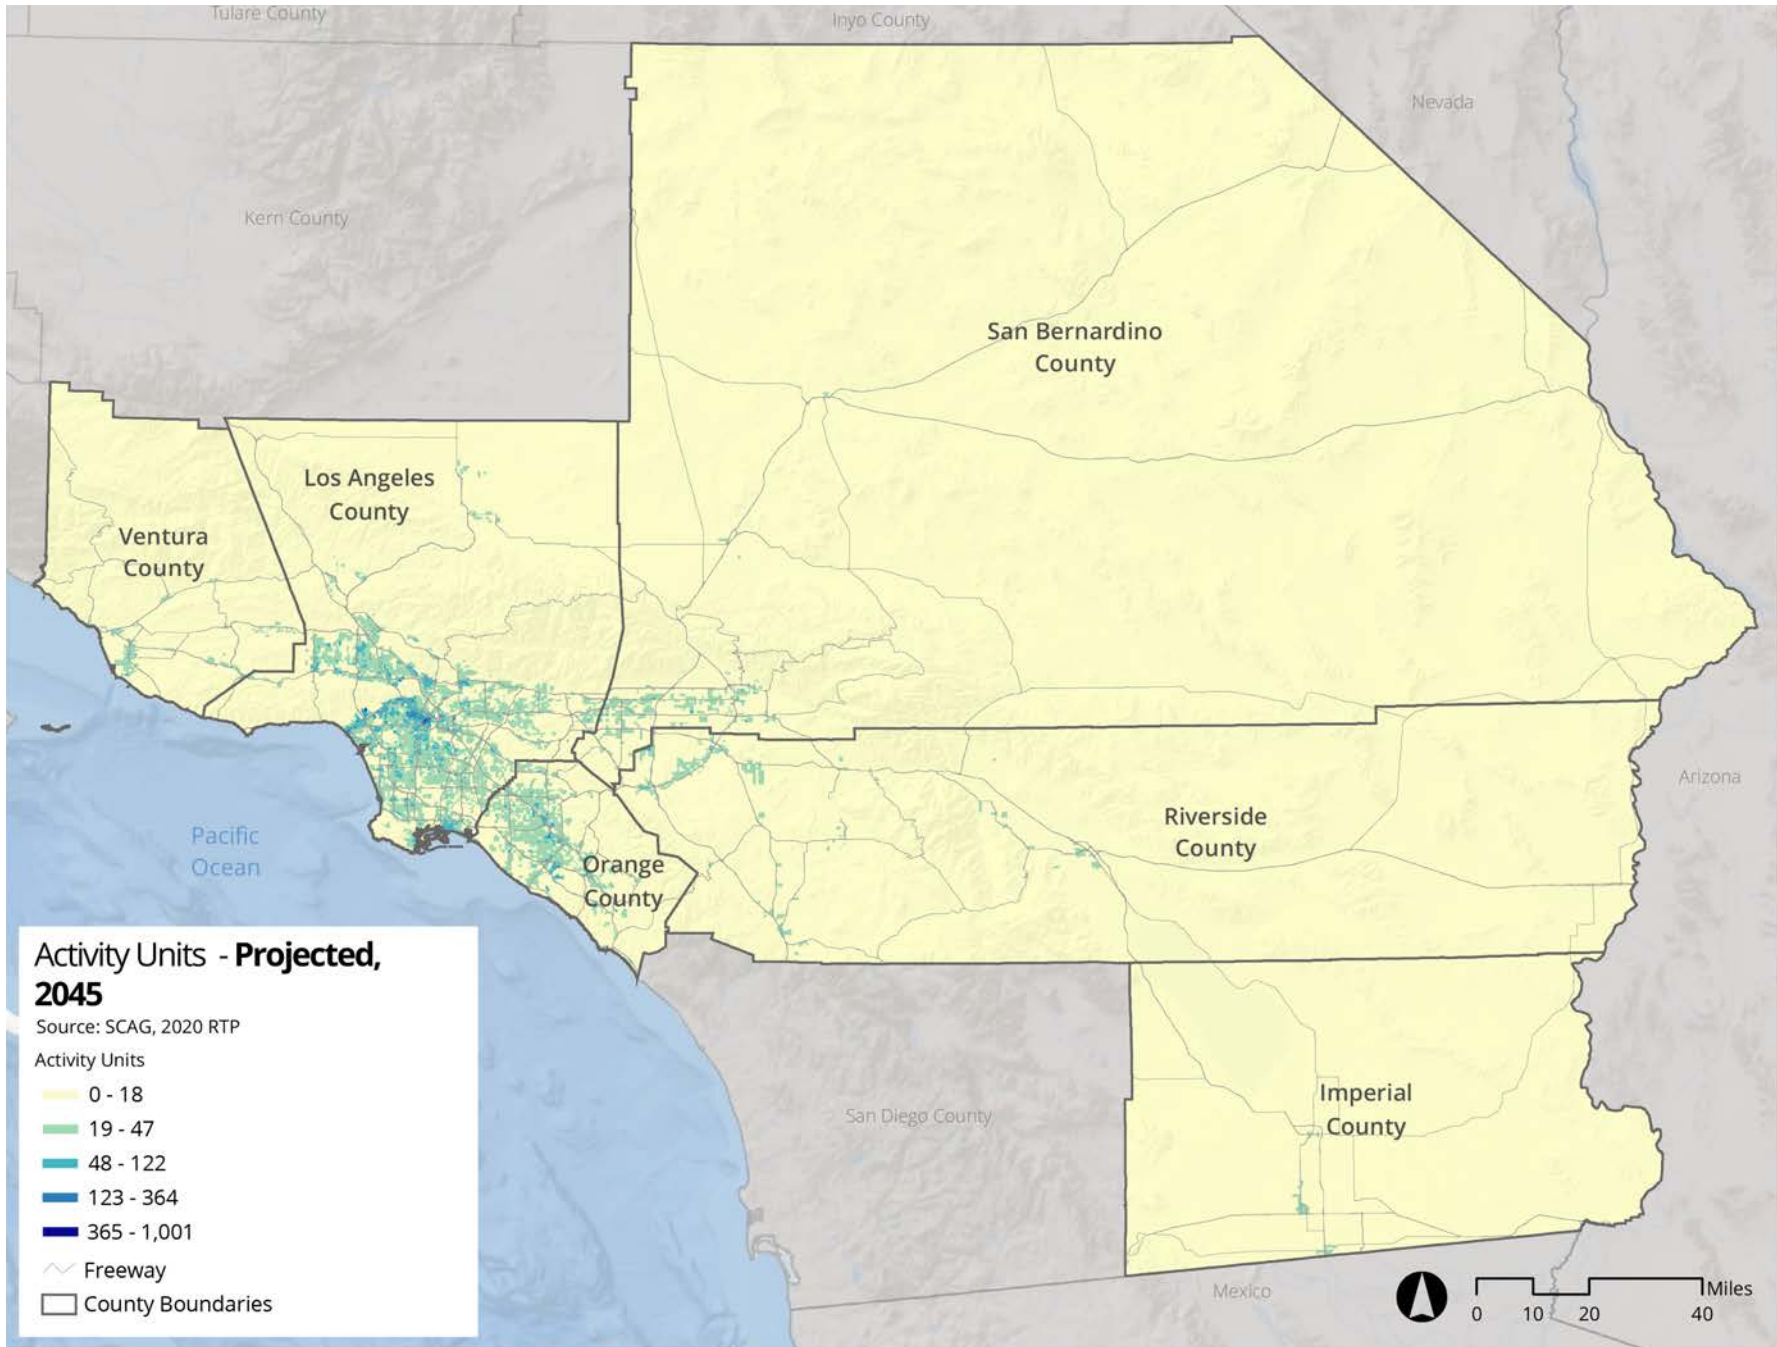 Tulare County
Inyo County
Nevada
Kern County
San Bernardino
County
Los Angeles
County
Ventura
County
Arizona
Riverside
County
Pacific
Ocean
Orange
County
Activity Units - Projected,
2045
Source: SCAG, 2020 RTP
Activity Units
0 - 18
19 - 47
48 - 122
123 - 364
365 - 1,001
Freeway
County Boundaries
San Diego County
Imperial
County
Mexico
Miles
0 10 20 40